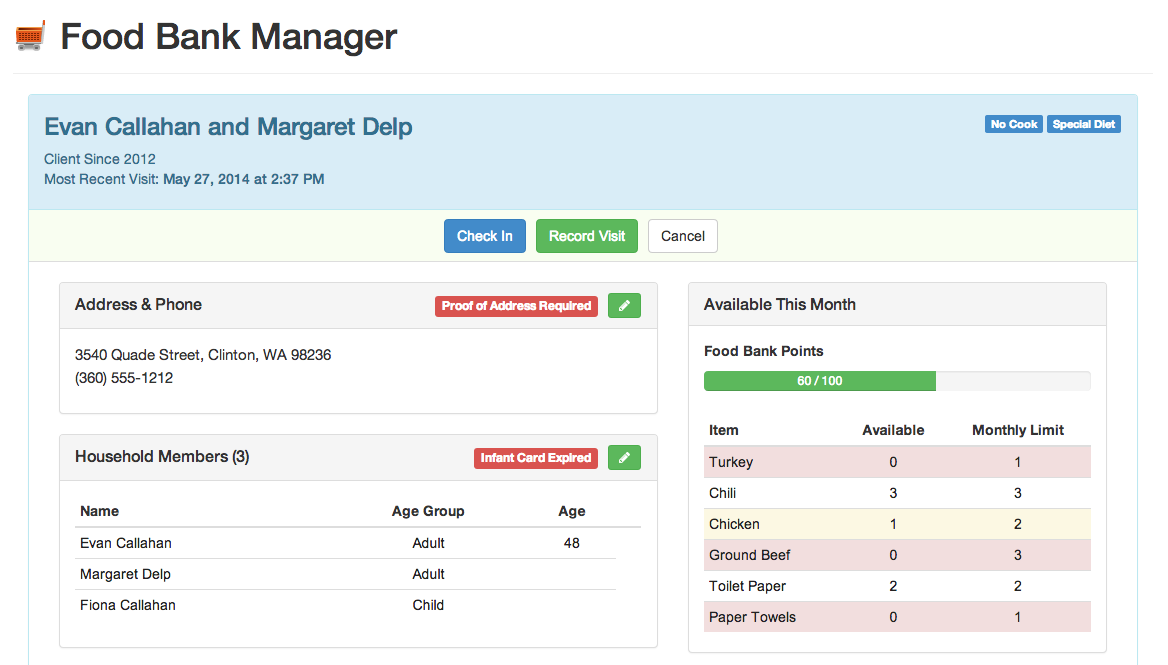 Food Bank Manager
Evan Callahan and Margaret Delp
No Cook Special Diet
Client Since 2012
Most Recent Visit: May 27, 2014 at 2:37 PM
Check In Record Visit Cancel
Address & Phone Proof of Address Required
3540 Quade Street, Clinton, WA 98236
(360) 555-1212
Household Members (3) Infant Card Expired
Name Age Group Age
Evan Callahan Adult 48
Margaret Delp Adult
Fiona Callahan Child
Available This Month
Food Bank Points
60 / 100
Item Available Monthly Limit
Turkey 0 1
Chili 3 3
Chicken 1 2
Ground Beef 0 3
Toilet Paper 2 2
Paper Towels 0 1